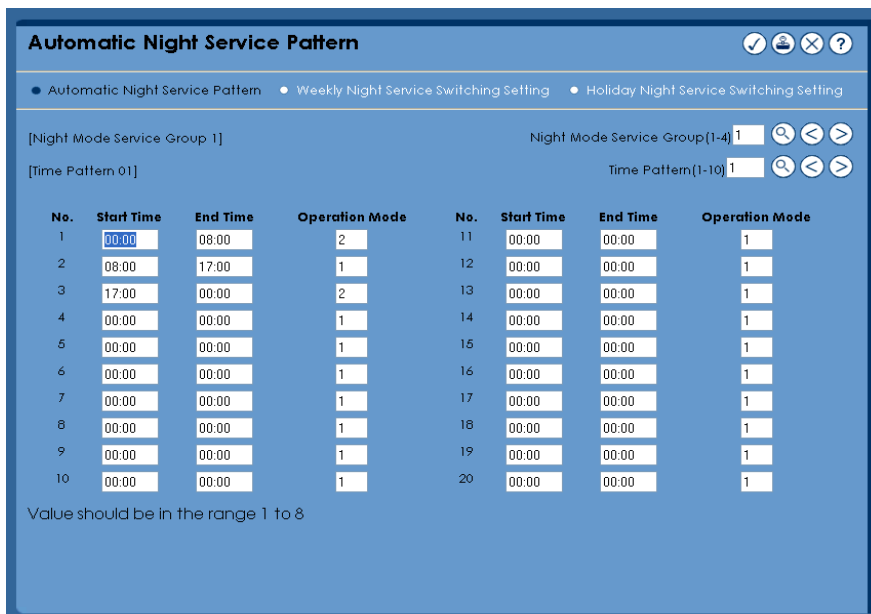 Automatic Night Service Pattern ?
Automatic Night Service Pattern Weekly Night Service Switching Setting Holiday Night Service Switching Setting
[Night Mode Service Group 1] Night Mode Service Group(1-4) 1 < >
[Time Pattern 01] Time Pattern(1-10) 1 < >
No. Start Time End Time Operation Mode No. Start Time End Time Operation Mode
1 00:00 08:00 2 11 00:00 00:00 1
2 08:00 17:00 1 12 00:00 00:00 1
3 17:00 00:00 2 13 00:00 00:00 1
4 00:00 00:00 1 14 00:00 00:00 1
5 00:00 00:00 1 15 00:00 00:00 1
6 00:00 00:00 1 16 00:00 00:00 1
7 00:00 00:00 1 17 00:00 00:00 1
8 00:00 00:00 1 18 00:00 00:00 1
9 00:00 00:00 1 19 00:00 00:00 1
10 00:00 00:00 1 20 00:00 00:00 1
Value should be in the range 1 to 8